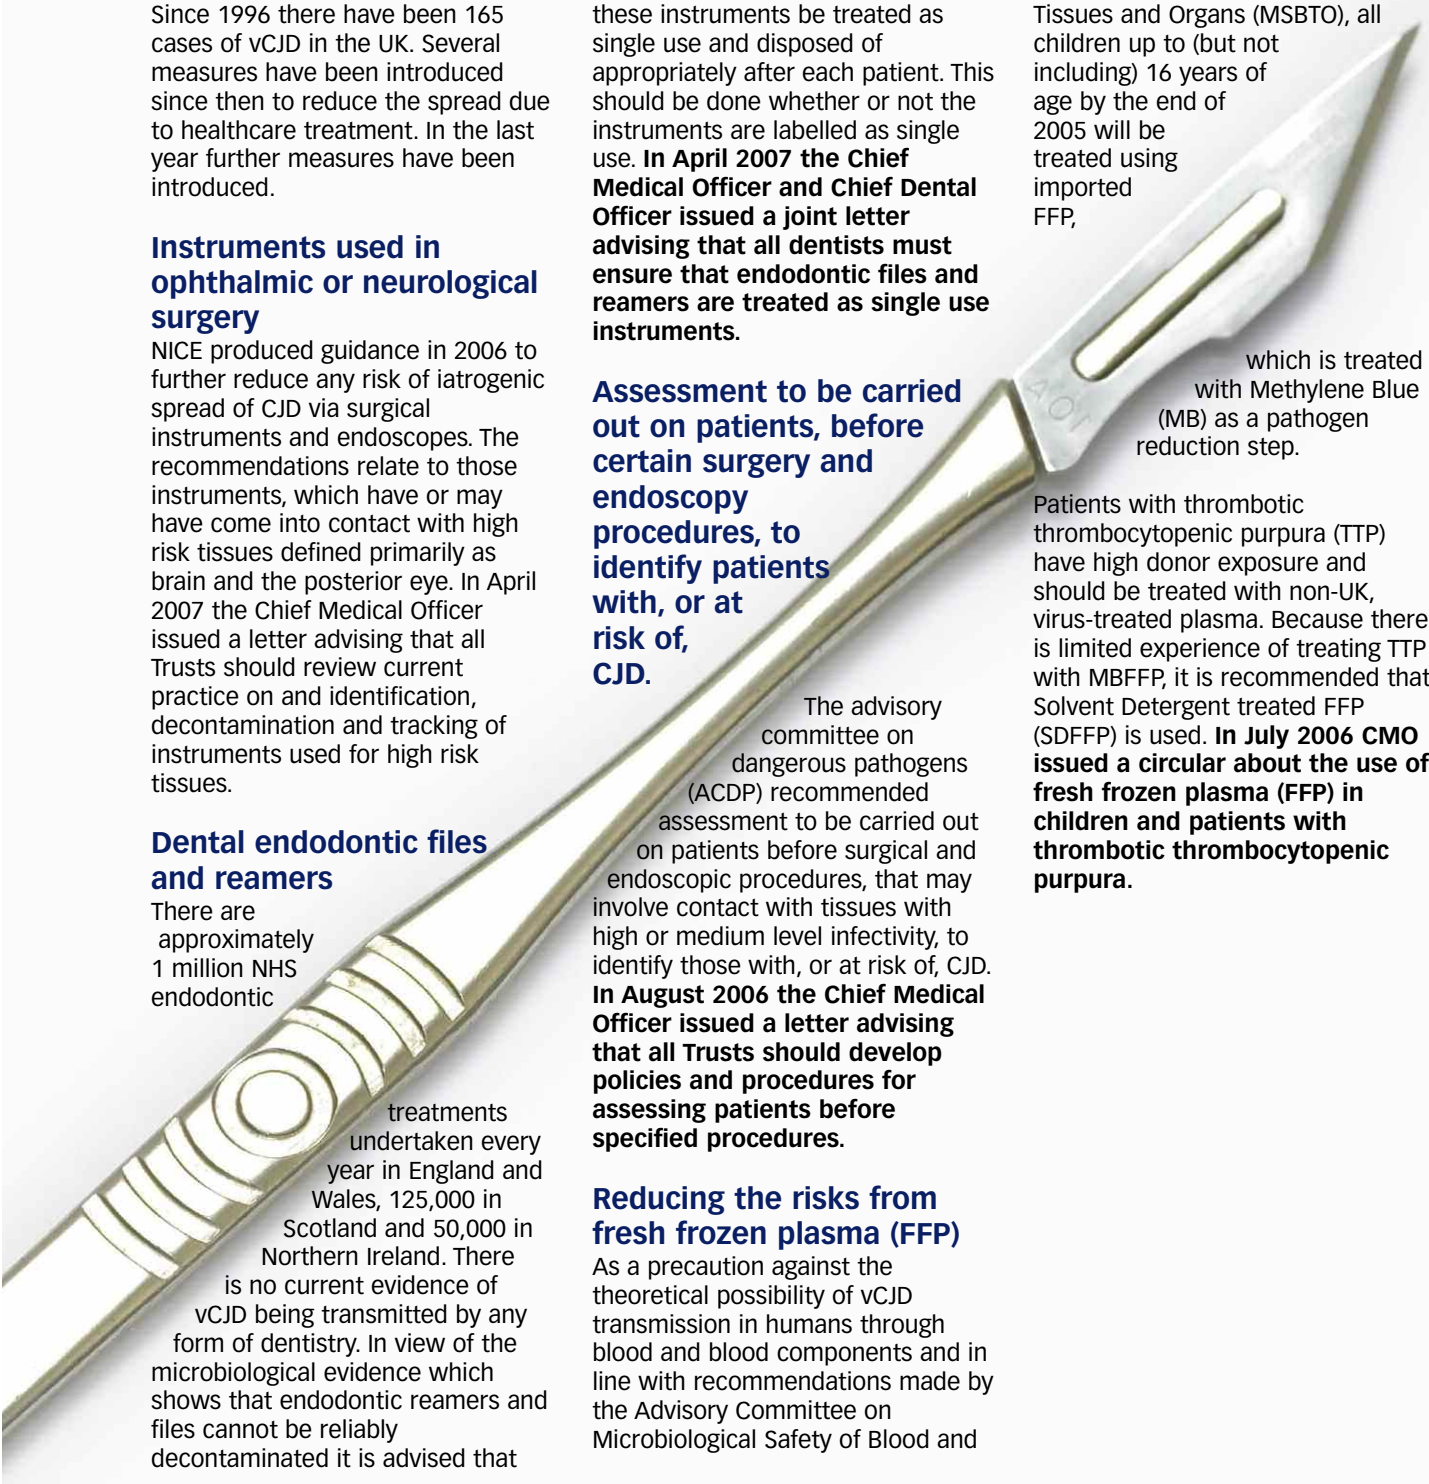 Since 1996 there have been 165
cases of vCJD in the UK. Several
measures have been introduced
since then to reduce the spread due
to healthcare treatment. In the last
year further measures have been
introduced.
Instruments used in
ophthalmic or neurological
surgery
NICE produced guidance in 2006 to
further reduce any risk of iatrogenic
spread of CJD via surgical
instruments and endoscopes. The
recommendations relate to those
instruments, which have or may
have come into contact with high
risk tissues defined primarily as
brain and the posterior eye. In April
2007 the Chief Medical Officer
issued a letter advising that all
Trusts should review current
practice on and identification,
decontamination and tracking of
instruments used for high risk
tissues.
Dental endodontic files
and reamers
There are
approximately
1 million NHS
endodontic
treatments
undertaken every
year in England and
Wales, 125,000 in
Scotland and 50,000 in
Northern Ireland. There
is no current evidence of
vCJD being transmitted by any
form of dentistry. In view of the
microbiological evidence which
shows that endodontic reamers and
files cannot be reliably
decontaminated it is advised that
these instruments be treated as
single use and disposed of
appropriately after each patient. This
should be done whether or not the
instruments are labelled as single
use. In April 2007 the Chief
Medical Officer and Chief Dental
Officer issued a joint letter
advising that all dentists must
ensure that endodontic files and
reamers are treated as single use
instruments.
Assessment to be carried
out on patients, before
certain surgery and
endoscopy
procedures, to
identify patients
with, or at
risk of,
CJD.
The advisory
committee on
dangerous pathogens
(ACDP) recommended
assessment to be carried out
on patients before surgical and
endoscopic procedures, that may
involve contact with tissues with
high or medium level infectivity, to
identify those with, or at risk of, CJD.
In August 2006 the Chief Medical
Officer issued a letter advising
that all Trusts should develop
policies and procedures for
assessing patients before
specified procedures.
Reducing the risks from
fresh frozen plasma (FFP)
As a precaution against the
theoretical possibility of vCJD
transmission in humans through
blood and blood components and in
line with recommendations made by
the Advisory Committee on
Microbiological Safety of Blood and
Tissues and Organs (MSBTO), all
children up to (but not
including) 16 years of
age by the end of
2005 will be
treated using
imported
FFP,
which is treated
with Methylene Blue
(MB) as a pathogen
reduction step.
Patients with thrombotic
thrombocytopenic purpura (TTP)
have high donor exposure and
should be treated with non-UK,
virus-treated plasma. Because there
is limited experience of treating TTP
with MBFFP, it is recommended that
Solvent Detergent treated FFP
(SDFFP) is used. In July 2006 CMO
issued a circular about the use of
fresh frozen plasma (FFP) in
children and patients with
thrombotic thrombocytopenic
purpura.